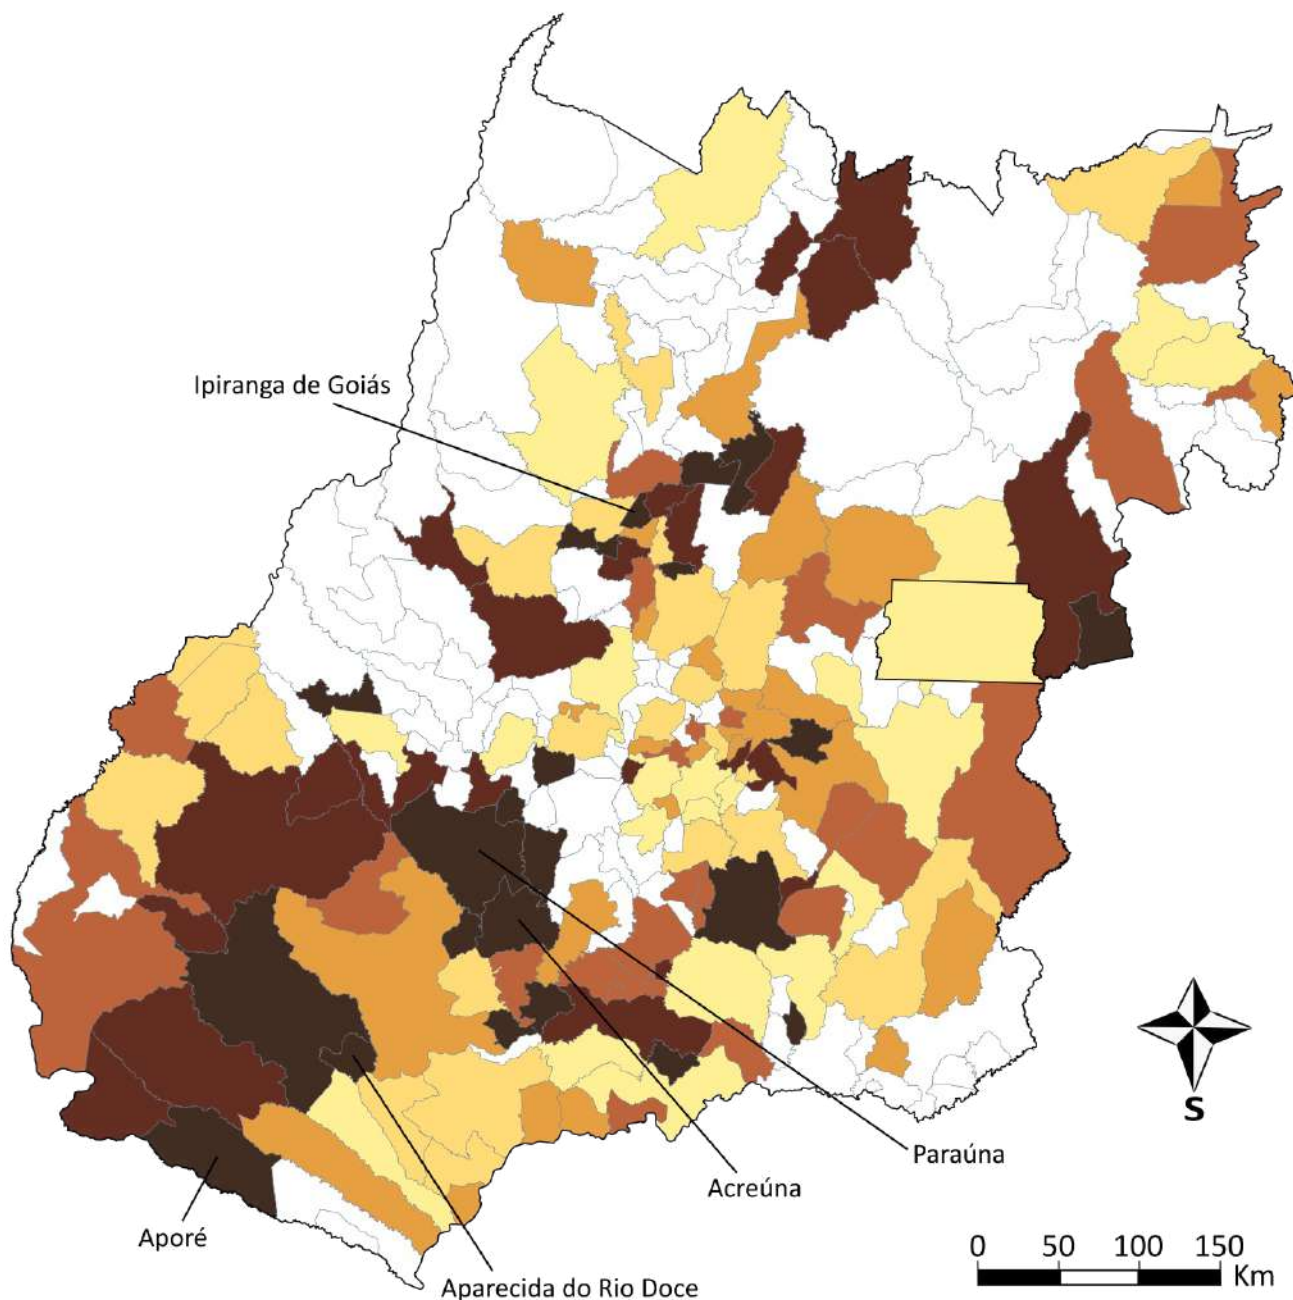 Ipiranga de Goiás
S
Paraúna
Acreúna
Aporé
Aparecida do Rio Doce
0 50 100 150
Km